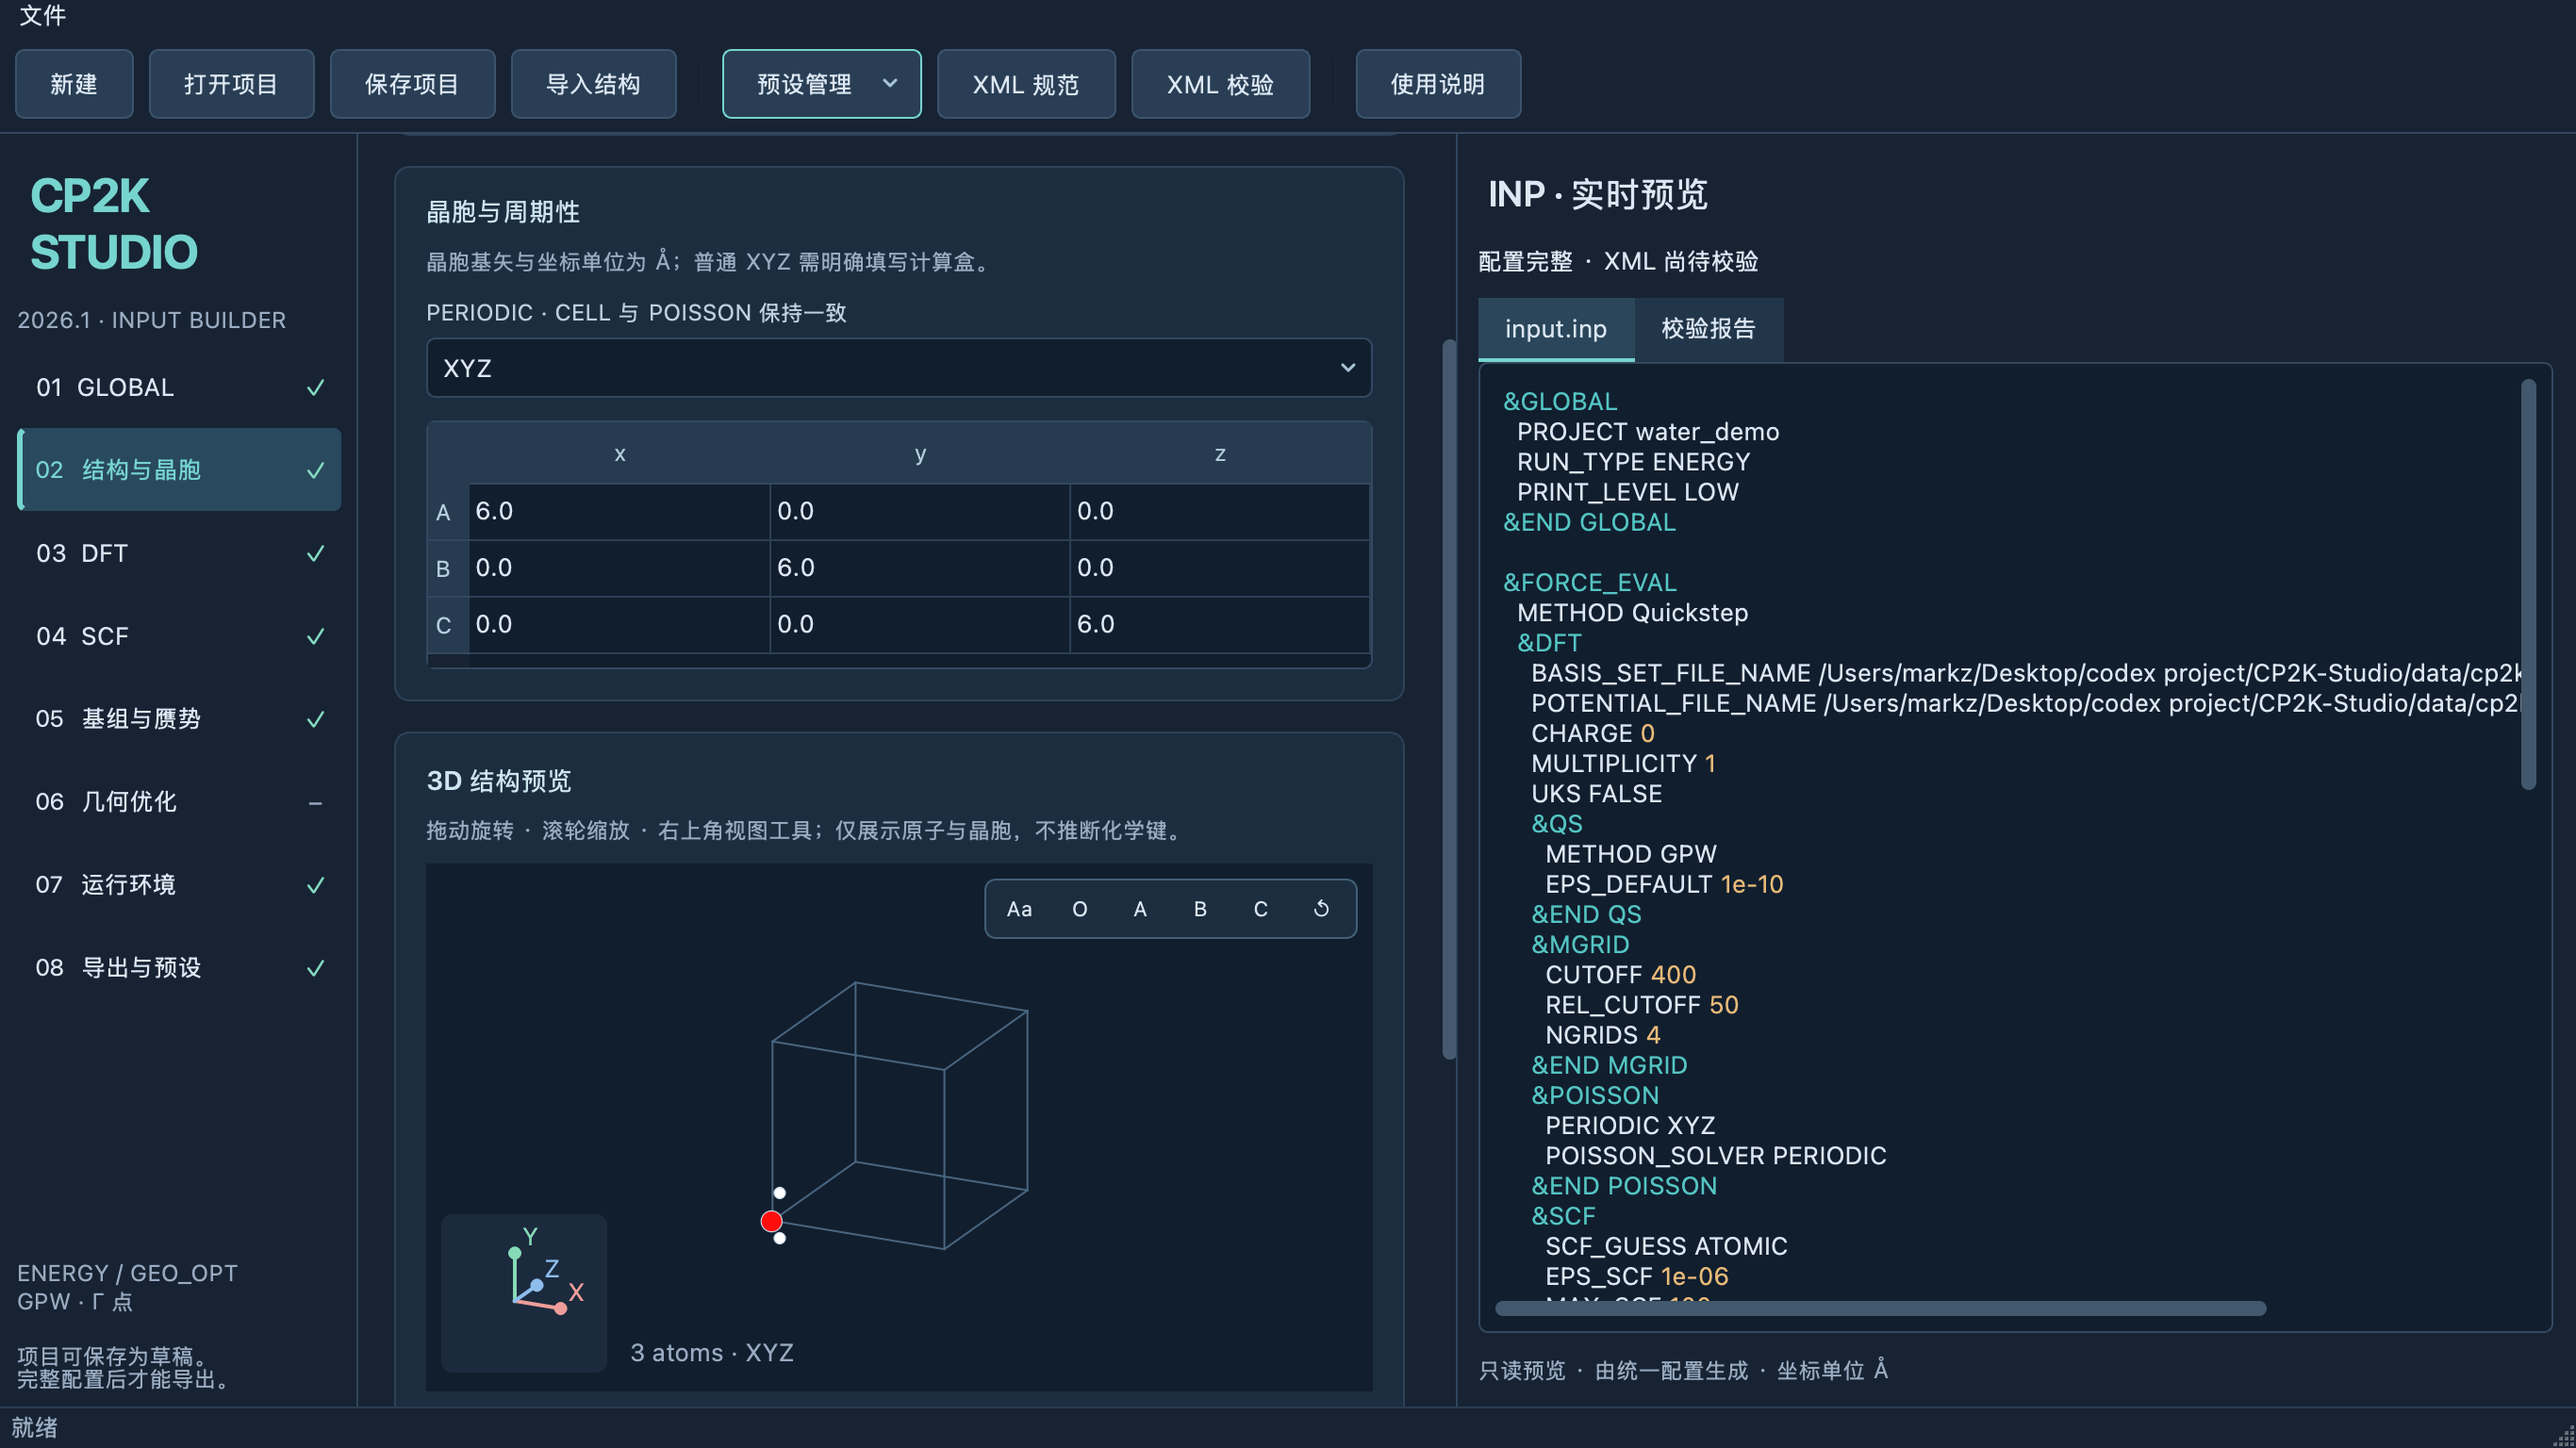 文件
新建
打开项目
保存项目
导入结构
预设管理
XML 规范
XML 校验
使用说明
CP2K
STUDIO
2026.1 · INPUT BUILDER
01 GLOBAL ✓
02 结构与晶胞 ✓
03 DFT ✓
04 SCF ✓
05 基组与赝势 ✓
06 几何优化 –
07 运行环境 ✓
08 导出与预设 ✓
ENERGY / GEO_OPT
GPW · Γ 点
项目可保存为草稿。
完整配置后才能导出。
晶胞与周期性
晶胞基矢与坐标单位为 Å；普通 XYZ 需明确填写计算盒。
PERIODIC · CELL 与 POISSON 保持一致
XYZ
x y z
A 6.0 0.0 0.0
B 0.0 6.0 0.0
C 0.0 0.0 6.0
3D 结构预览
拖动旋转 · 滚轮缩放 · 右上角视图工具；仅展示原子与晶胞，不推断化学键。
Aa O A B C
Y
Z
X
3 atoms · XYZ
INP · 实时预览
配置完整 · XML 尚待校验
input.inp
校验报告
&GLOBAL
PROJECT water_demo
RUN_TYPE ENERGY
PRINT_LEVEL LOW
&END GLOBAL
&FORCE_EVAL
METHOD Quickstep
&DFT
BASIS_SET_FILE_NAME /Users/markz/Desktop/codex project/CP2K-Studio/data/cp2k
POTENTIAL_FILE_NAME /Users/markz/Desktop/codex project/CP2K-Studio/data/cp2
CHARGE 0
MULTIPLICITY 1
UKS FALSE
&QS
METHOD GPW
EPS_DEFAULT 1e-10
&END QS
&MGRID
CUTOFF 400
REL_CUTOFF 50
NGRIDS 4
&END MGRID
&POISSON
PERIODIC XYZ
POISSON_SOLVER PERIODIC
&END POISSON
&SCF
SCF_GUESS ATOMIC
EPS_SCF 1e-06
只读预览 · 由统一配置生成 · 坐标单位 Å
就绪